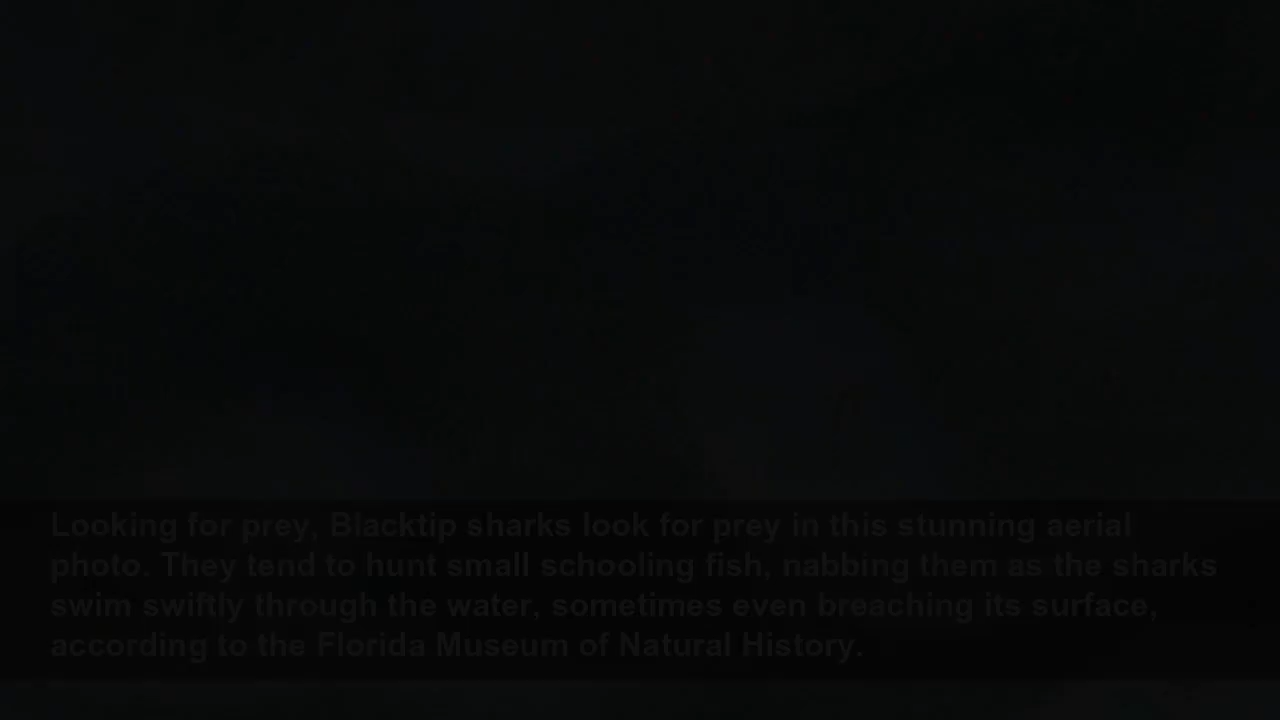 Looking for prey, Blacktip sharks look for prey in this stunning aerial
photo. They tend to hunt small schooling fish, nabbing them as the sharks
swim swiftly through the water, sometimes even breaching its surface,
according to the Florida Museum of Natural History.